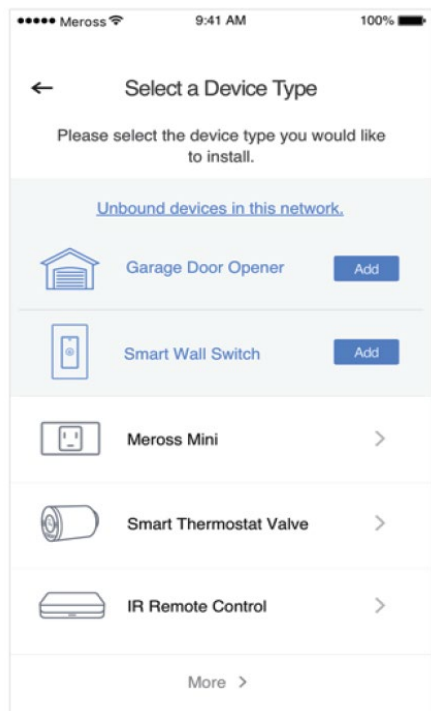 Meross 9:41 AM 100%
Select a Device Type
Please select the device type you would like
to install.
Unbound devices in this network.
Garage Door Opener Add
Smart Wall Switch Add
Meross Mini
Smart Thermostat Valve
IR Remote Control
More